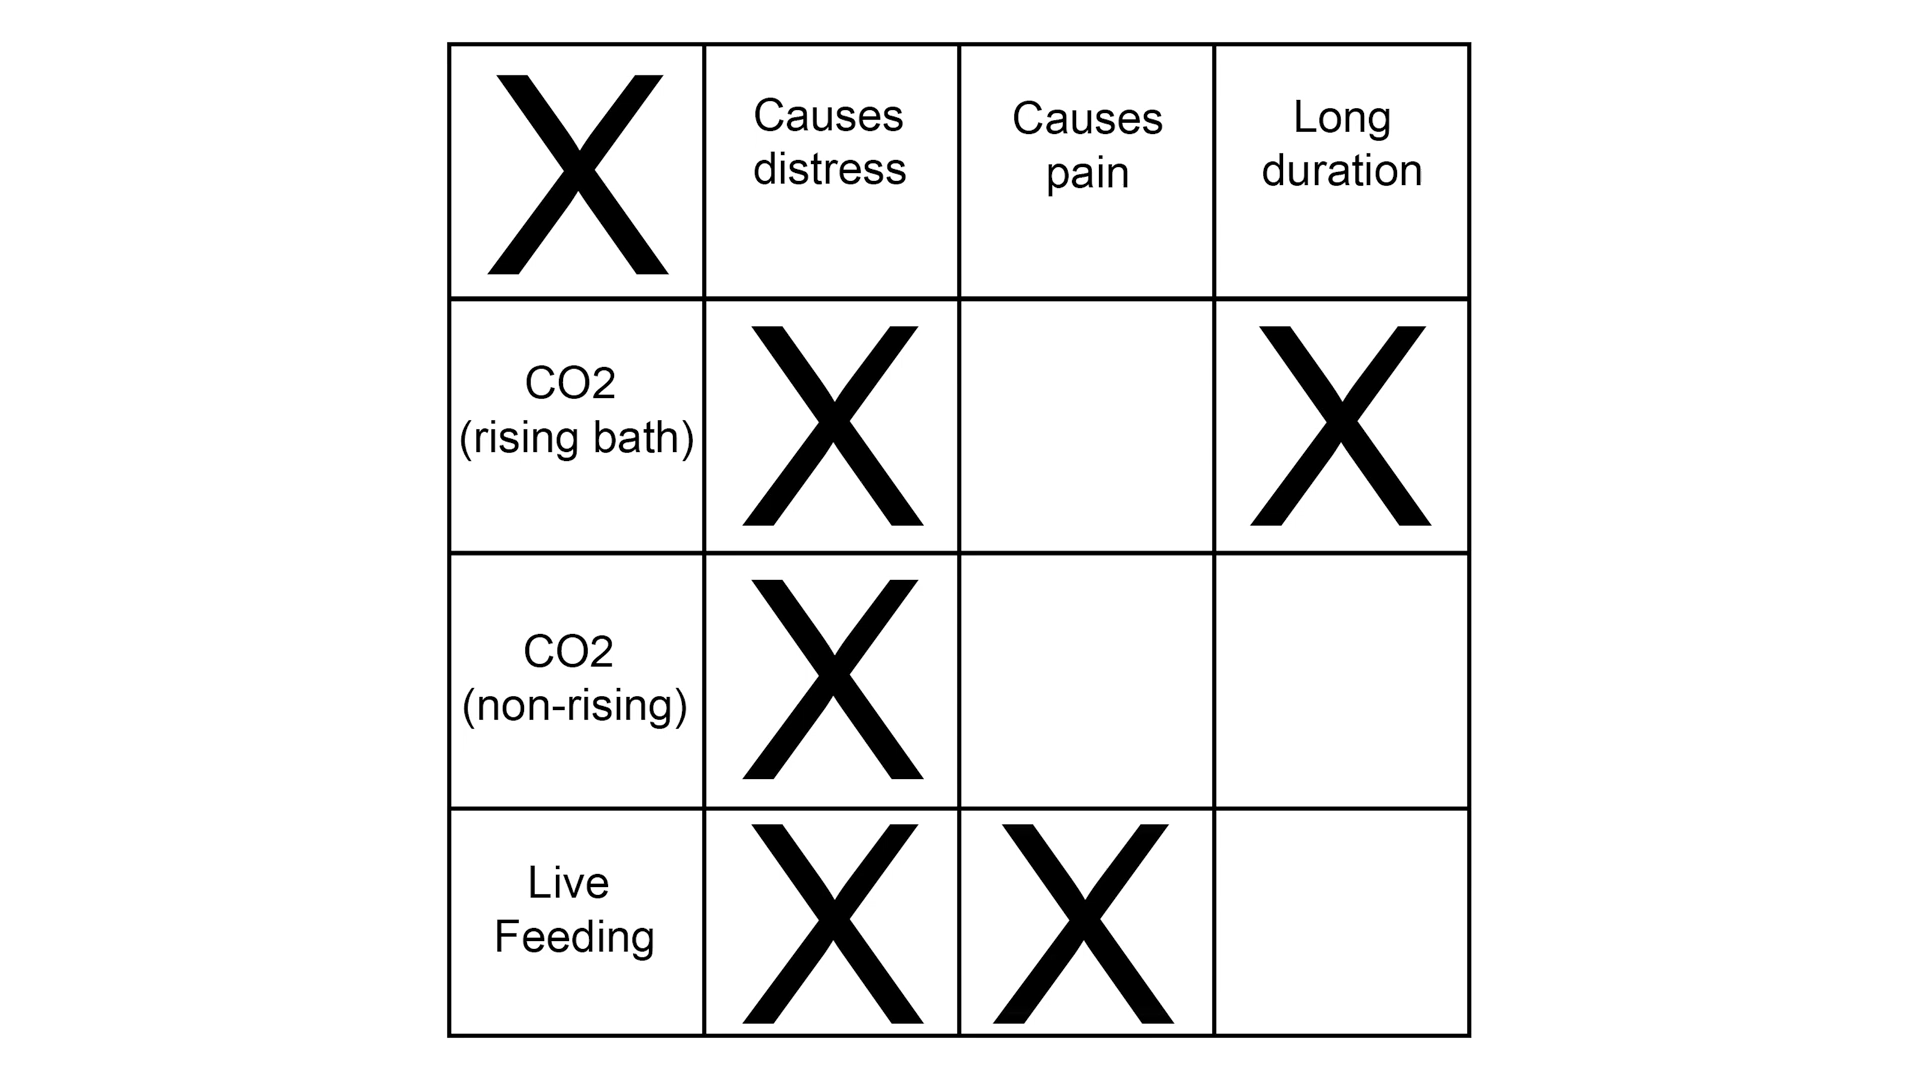 X
Causes
distress
Causes
pain
Long
duration
CO2
(rising bath)
X
X
CO2
(non-rising)
X
Live
Feeding
X
X